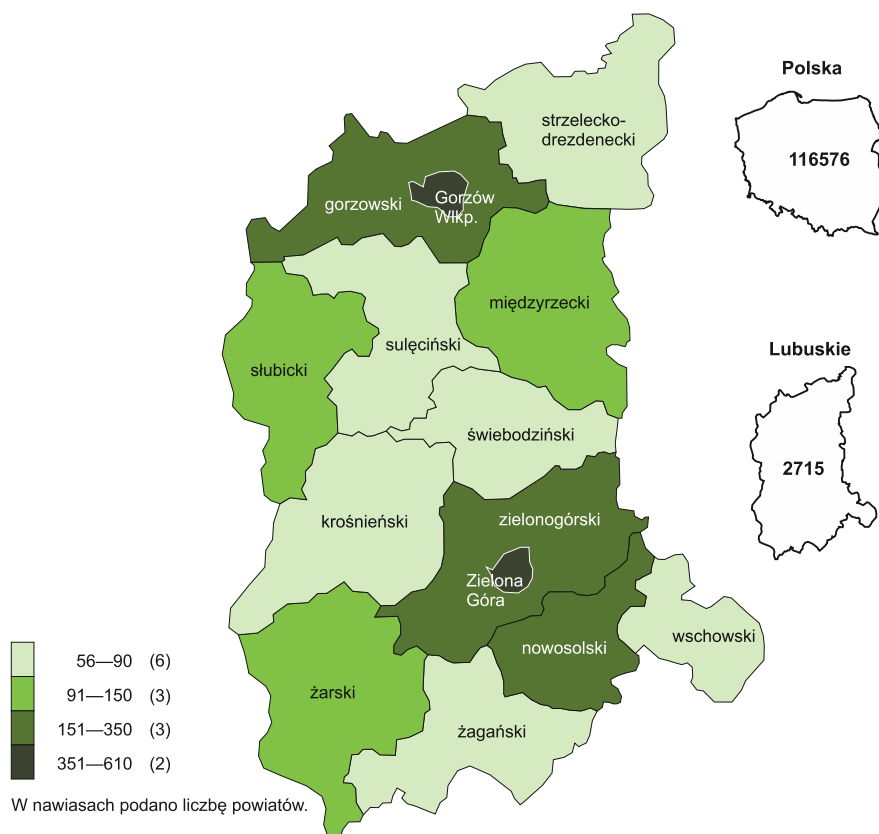 Polska
116576
strzelecko-
drezdenecki
gorzowski
Gorzów
Wlkp.
międzyrzecki
sulęciński
słubicki
Lubuskie
2715
świebodziński
krośnieński
zielonogórski
Zielona
Góra
nowosolski
wschowski
żarski
żagański
56—90 (6)
91—150 (3)
151—350 (3)
351—610 (2)
W nawiasach podano liczbę powiatów.